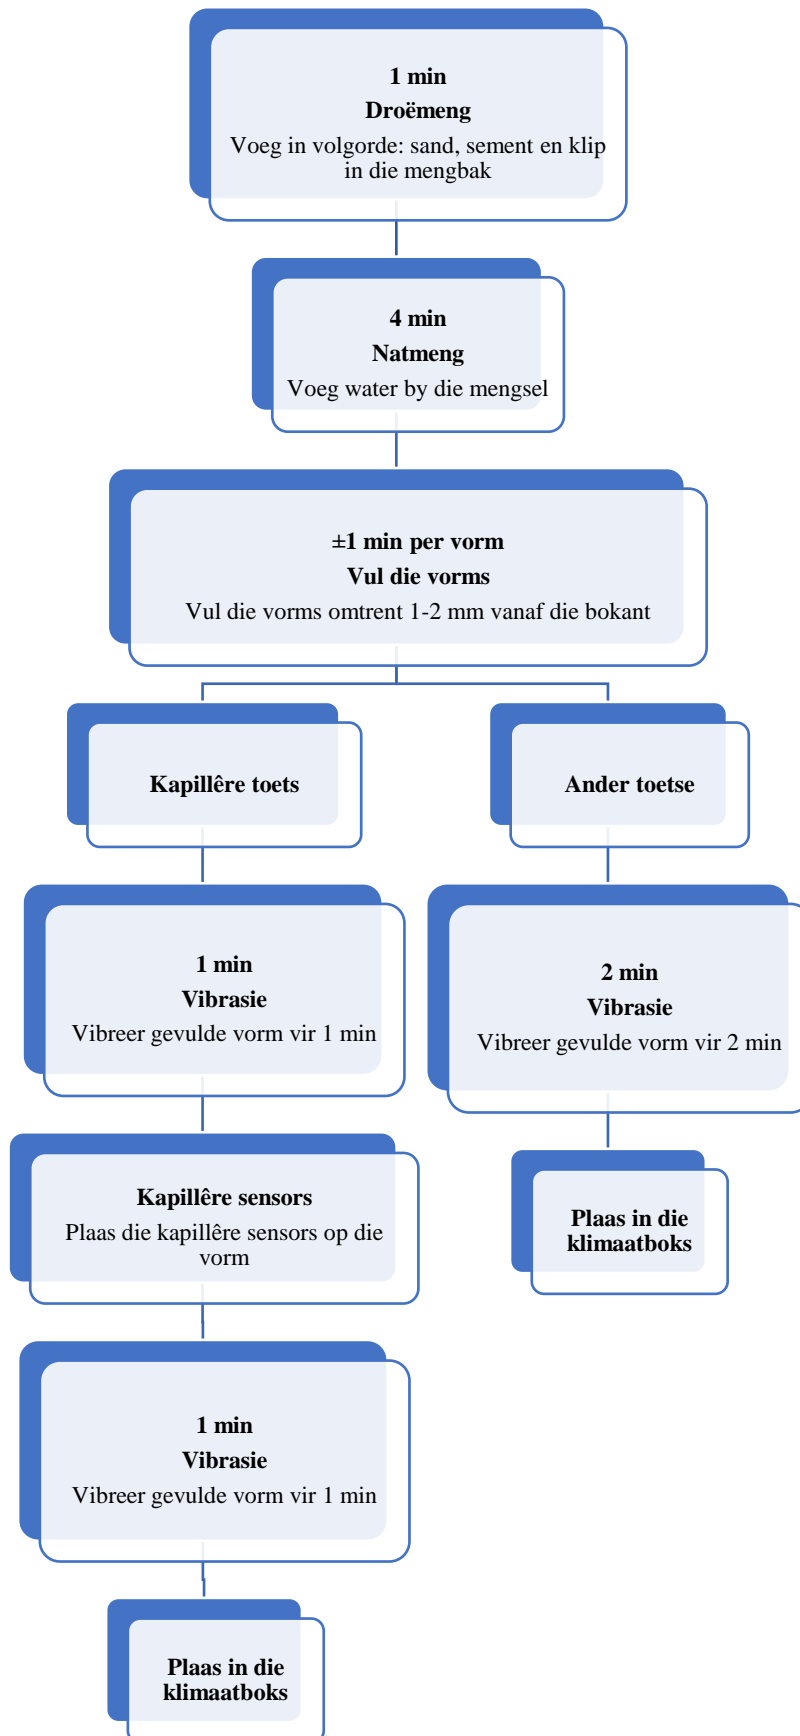 1 min
Droëmeng
Voeg in volgorde: sand, sement en klip
in die mengbak
4 min
Natmeng
Voeg water by die mengsel
±1 min per vorm
Vul die vorms
Vul die vorms omtrent 1-2 mm vanaf die bokant
Kapillêre toets
Ander toetse
1 min
Vibrasie
Vibreer gevulde vorm vir 1 min
2 min
Vibrasie
Vibreer gevulde vorm vir 2 min
Kapillêre sensors
Plaas die kapillêre sensors op die
vorm
Plaas in die
klimaatboks
1 min
Vibrasie
Vibreer gevulde vorm vir 1 min
Plaas in die
klimaatboks